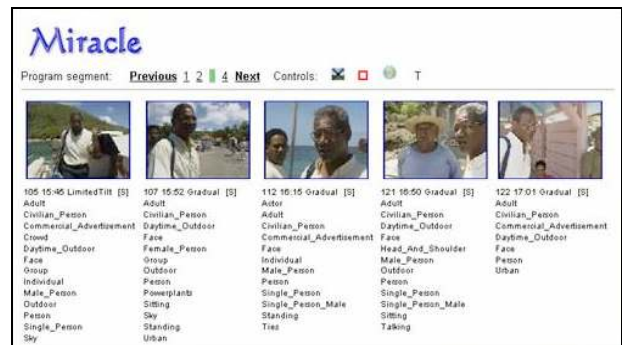 Miracle
Program segment: Previous 1 2 4 Next Controls: T
105 15:45 LimitedTilt [S]
Adult
Civilian_Person
Commercial_Advertisement
Crowd
Daytime_Outdoor
Face
Group
Individual
Male_Person
Outdoor
Person
Single_Person
Sky
107 15:52 Gradual [S]
Adult
Civilian_Person
Daytime_Outdoor
Face
Female_Person
Group
Outdoor
Person
Powerplants
Sitting
Sky
Standing
Urban
112 16:15 Gradual [S]
Actor
Adult
Civilian_Person
Commercial_Advertisement
Face
Individual
Male_Person
Person
Single_Person
Single_Person_Male
Standing
Ties
121 16:50 Gradual [S]
Adult
Civilian_Person
Daytime_Outdoor
Face
Head_And_Shoulder
Male_Person
Outdoor
Person
Single_Person
Single_Person_Male
Sitting
Talking
122 17:01 Gradual [S]
Adult
Civilian_Person
Commercial_Advertisement
Daytime_Outdoor
Face
Person
Urban